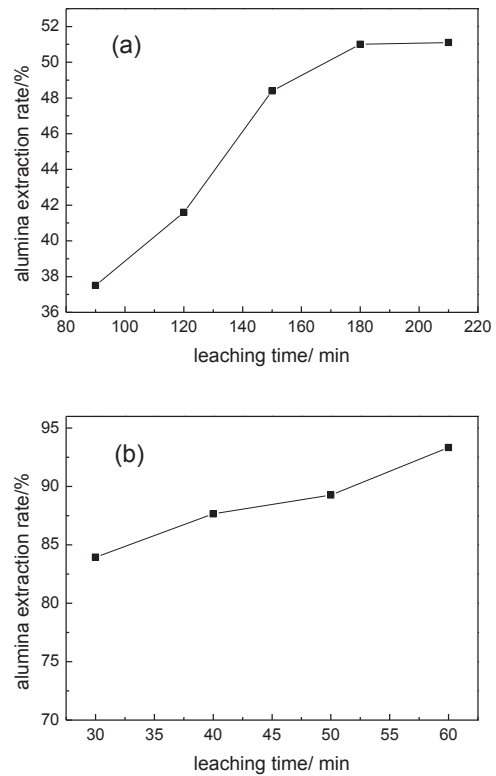 (a)
alumina extraction rate/%
52
50
48
46
44
42
40
38
36
80 100 120 140 160 180 200 220
leaching time/ min
(b)
alumina extraction rate/%
95
90
85
80
75
70
30 35 40 45 50 55 60
leaching time/ min